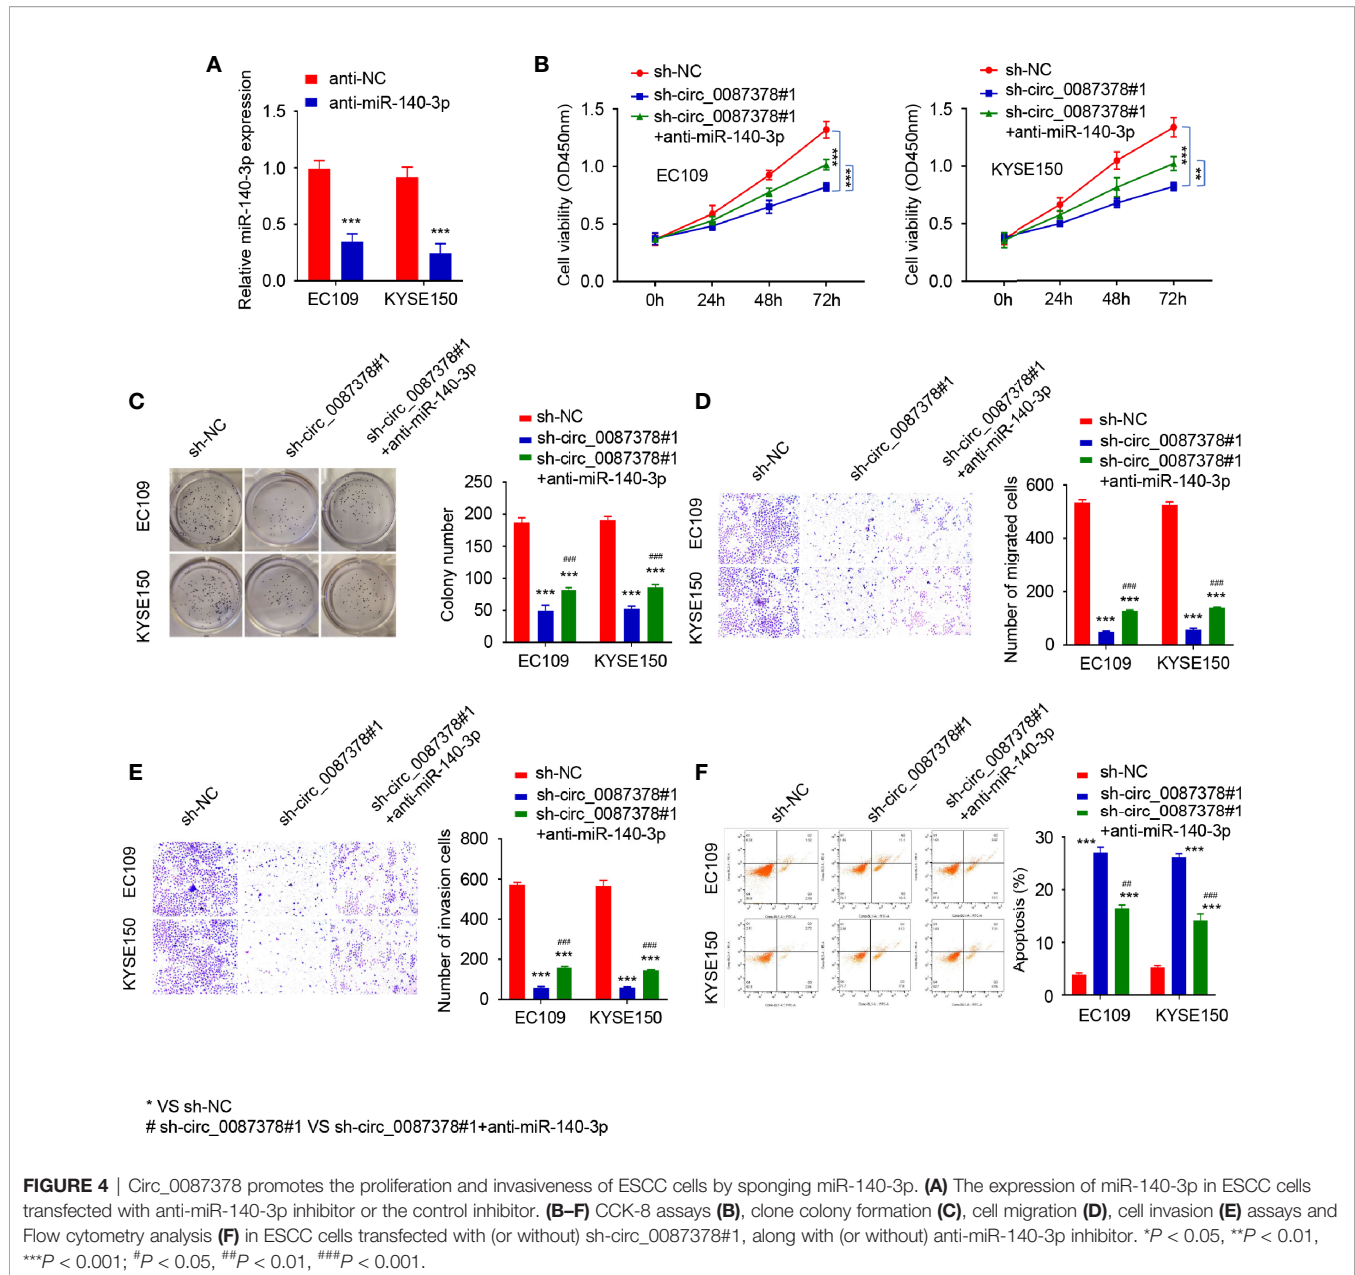 A
anti-NC
anti-miR-140-3p
Relative miR-140-3p expression
1.5
1.0
0.5
0.0
***
***
EC109
KYSE150
B
sh-NC
sh-circ_0087378#1
sh-circ_0087378#1
+anti-miR-140-3p
Cell viability (OD450nm)
1.5
1.0
0.5
0.0
EC109
***
***
0h
24h
48h
72h
sh-NC
sh-circ_0087378#1
sh-circ_0087378#1
+anti-miR-140-3p
Cell viability (OD450nm)
1.5
1.0
0.5
0.0
KYSE150
***
**
0h
24h
48h
72h
C
sh-NC
sh-circ_0087378#1
sh-circ_0087378#1
+anti-miR-140-3p
EC109
KYSE150
sh-NC
sh-circ_0087378#1
sh-circ_0087378#1
+anti-miR-140-3p
Colony number
250
200
150
100
50
0
***
###
***
***
###
***
EC109
KYSE150
D
sh-NC
sh-circ_0087378#1
sh-circ_0087378#1
+anti-miR-140-3p
EC109
KYSE150
sh-NC
sh-circ_0087378#1
sh-circ_0087378#1
+anti-miR-140-3p
Number of migrated cells
600
400
200
0
***
###
***
***
###
***
EC109
KYSE150
E
sh-NC
sh-circ_0087378#1
sh-circ_0087378#1
+anti-miR-140-3p
EC109
KYSE150
sh-NC
sh-circ_0087378#1
sh-circ_0087378#1
+anti-miR-140-3p
Number of invasion cells
800
600
400
200
0
***
###
***
***
###
***
EC109
KYSE150
F
sh-NC
sh-circ_0087378#1
sh-circ_0087378#1
+anti-miR-140-3p
EC109
KYSE150
sh-NC
sh-circ_0087378#1
sh-circ_0087378#1
+anti-miR-140-3p
Apoptosis (%)
30
20
10
0
***
##
***
***
###
***
EC109
KYSE150
* VS sh-NC
# sh-circ_0087378#1 VS sh-circ_0087378#1+anti-miR-140-3p
FIGURE 4 | Circ_0087378 promotes the proliferation and invasiveness of ESCC cells by sponging miR-140-3p. (A) The expression of miR-140-3p in ESCC cells
transfected with anti-miR-140-3p inhibitor or the control inhibitor. (B–F) CCK-8 assays (B), clone colony formation (C), cell migration (D), cell invasion (E) assays and
Flow cytometry analysis (F) in ESCC cells transfected with (or without) sh-circ_0087378#1, along with (or without) anti-miR-140-3p inhibitor. *P < 0.05, **P < 0.01,
***P < 0.001; #P < 0.05, ##P < 0.01, ###P < 0.001.